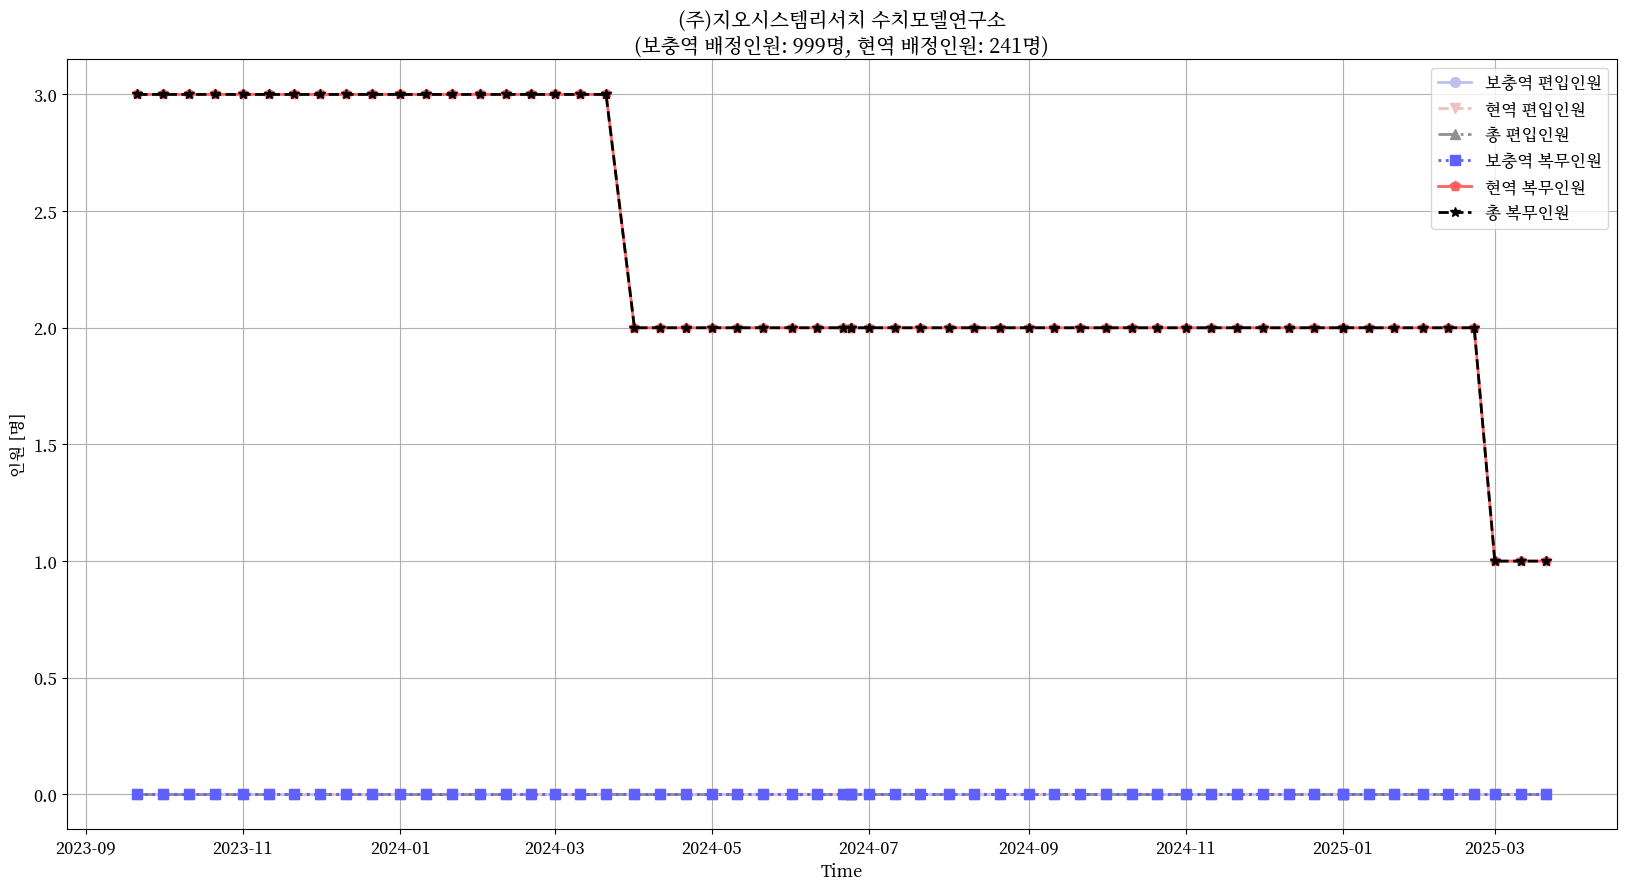 (주)지오시스템리서치 수치모델연구소
(보충역 배정인원: 999명, 현역 배정인원: 241명)
보충역 편입인원
현역 편입인원
총 편입인원
보충역 복무인원
현역 복무인원
총 복무인원
3.0
2.5
2.0
1.5
1.0
0.5
0.0
인원 [명]
2023-09 2023-11 2024-01 2024-03 2024-05 2024-07 2024-09 2024-11 2025-01 2025-03
Time